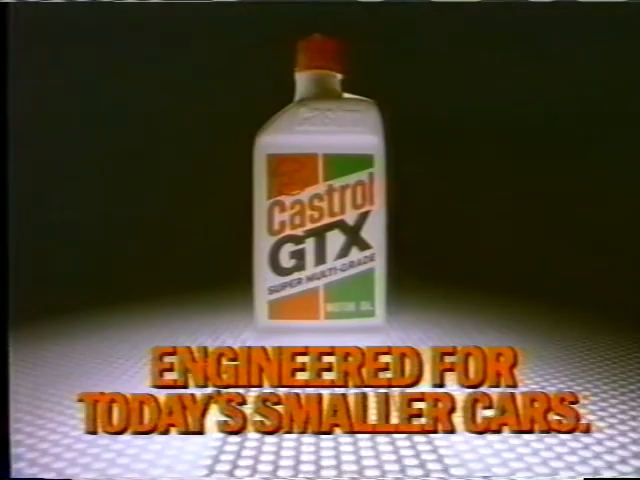 Castrol
GTX
SUPER MULTI-GRADE
MOTOR OIL
ENGINEERED FOR
TODAY'S SMALLER CARS.